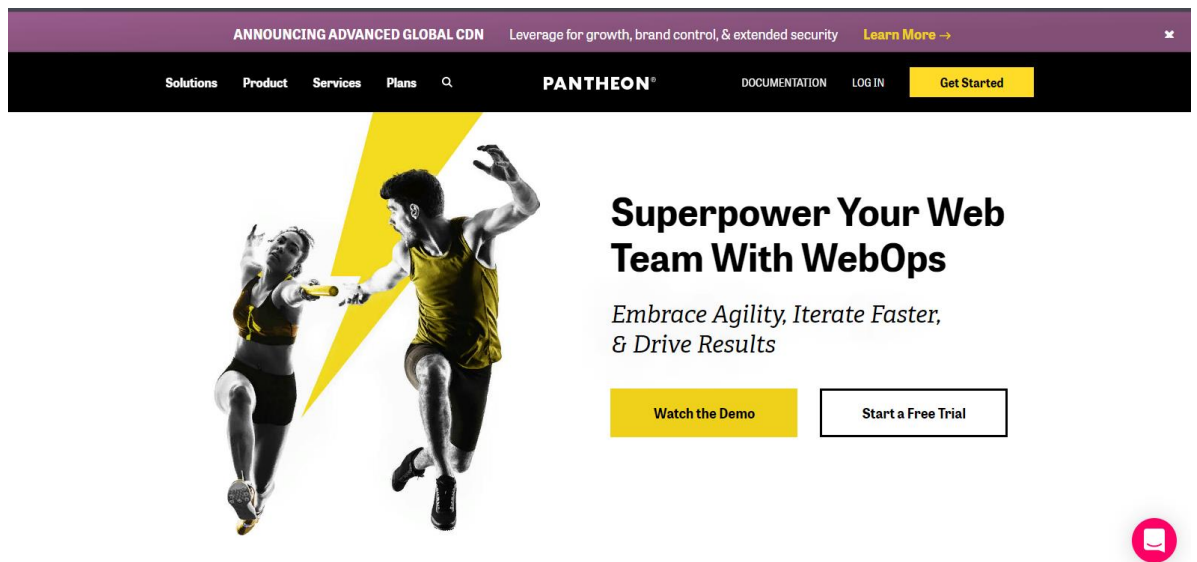 ANNOUNCING ADVANCED GLOBAL CDN Leverage for growth, brand control, & extended security Learn More →
Solutions Product Services Plans PANTHEON® DOCUMENTATION LOG IN Get Started
Superpower Your Web
Team With WebOps
Embrace Agility, Iterate Faster,
& Drive Results
Watch the Demo Start a Free Trial